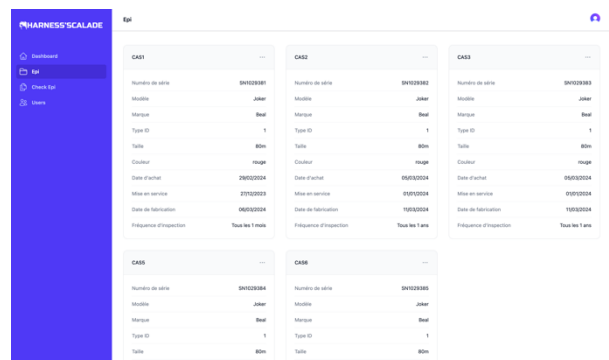 HARNESS'SCALADE
Dashboard
Epi
Check Epi
Users
Epi
CAS1 ...
Numéro de série SN1029381
Modèle Joker
Marque Beal
Type ID 1
Taille 80m
Couleur rouge
Date d'achat 29/02/2024
Mise en service 27/12/2023
Date de fabrication 06/03/2024
Fréquence d'inspection Tous les 1 mois
CAS2 ...
Numéro de série SN1029382
Modèle Joker
Marque Beal
Type ID 1
Taille 60m
Couleur rouge
Date d'achat 05/03/2024
Mise en service 01/01/2024
Date de fabrication 11/03/2024
Fréquence d'inspection Tous les 1 ans
CAS3 ...
Numéro de série SN1029383
Modèle Joker
Marque Beal
Type ID 1
Taille 60m
Couleur rouge
Date d'achat 05/03/2024
Mise en service 01/01/2024
Date de fabrication 11/03/2024
Fréquence d'inspection Tous les 1 ans
CAS5 ...
Numéro de série SN1029384
Modèle Joker
Marque Beal
Type ID 1
Taille 80m
CAS6 ...
Numéro de série SN1029385
Modèle Joker
Marque Beal
Type ID 1
Taille 80m